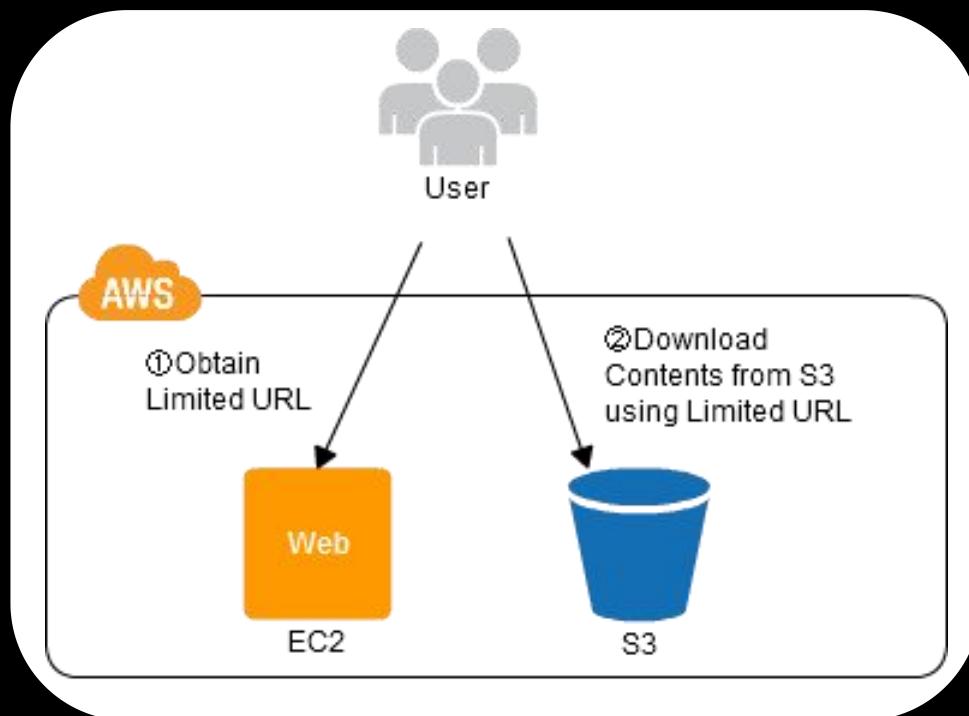 User
AWS
①Obtain
Limited URL
②Download
Contents from S3
using Limited URL
Web
EC2
S3